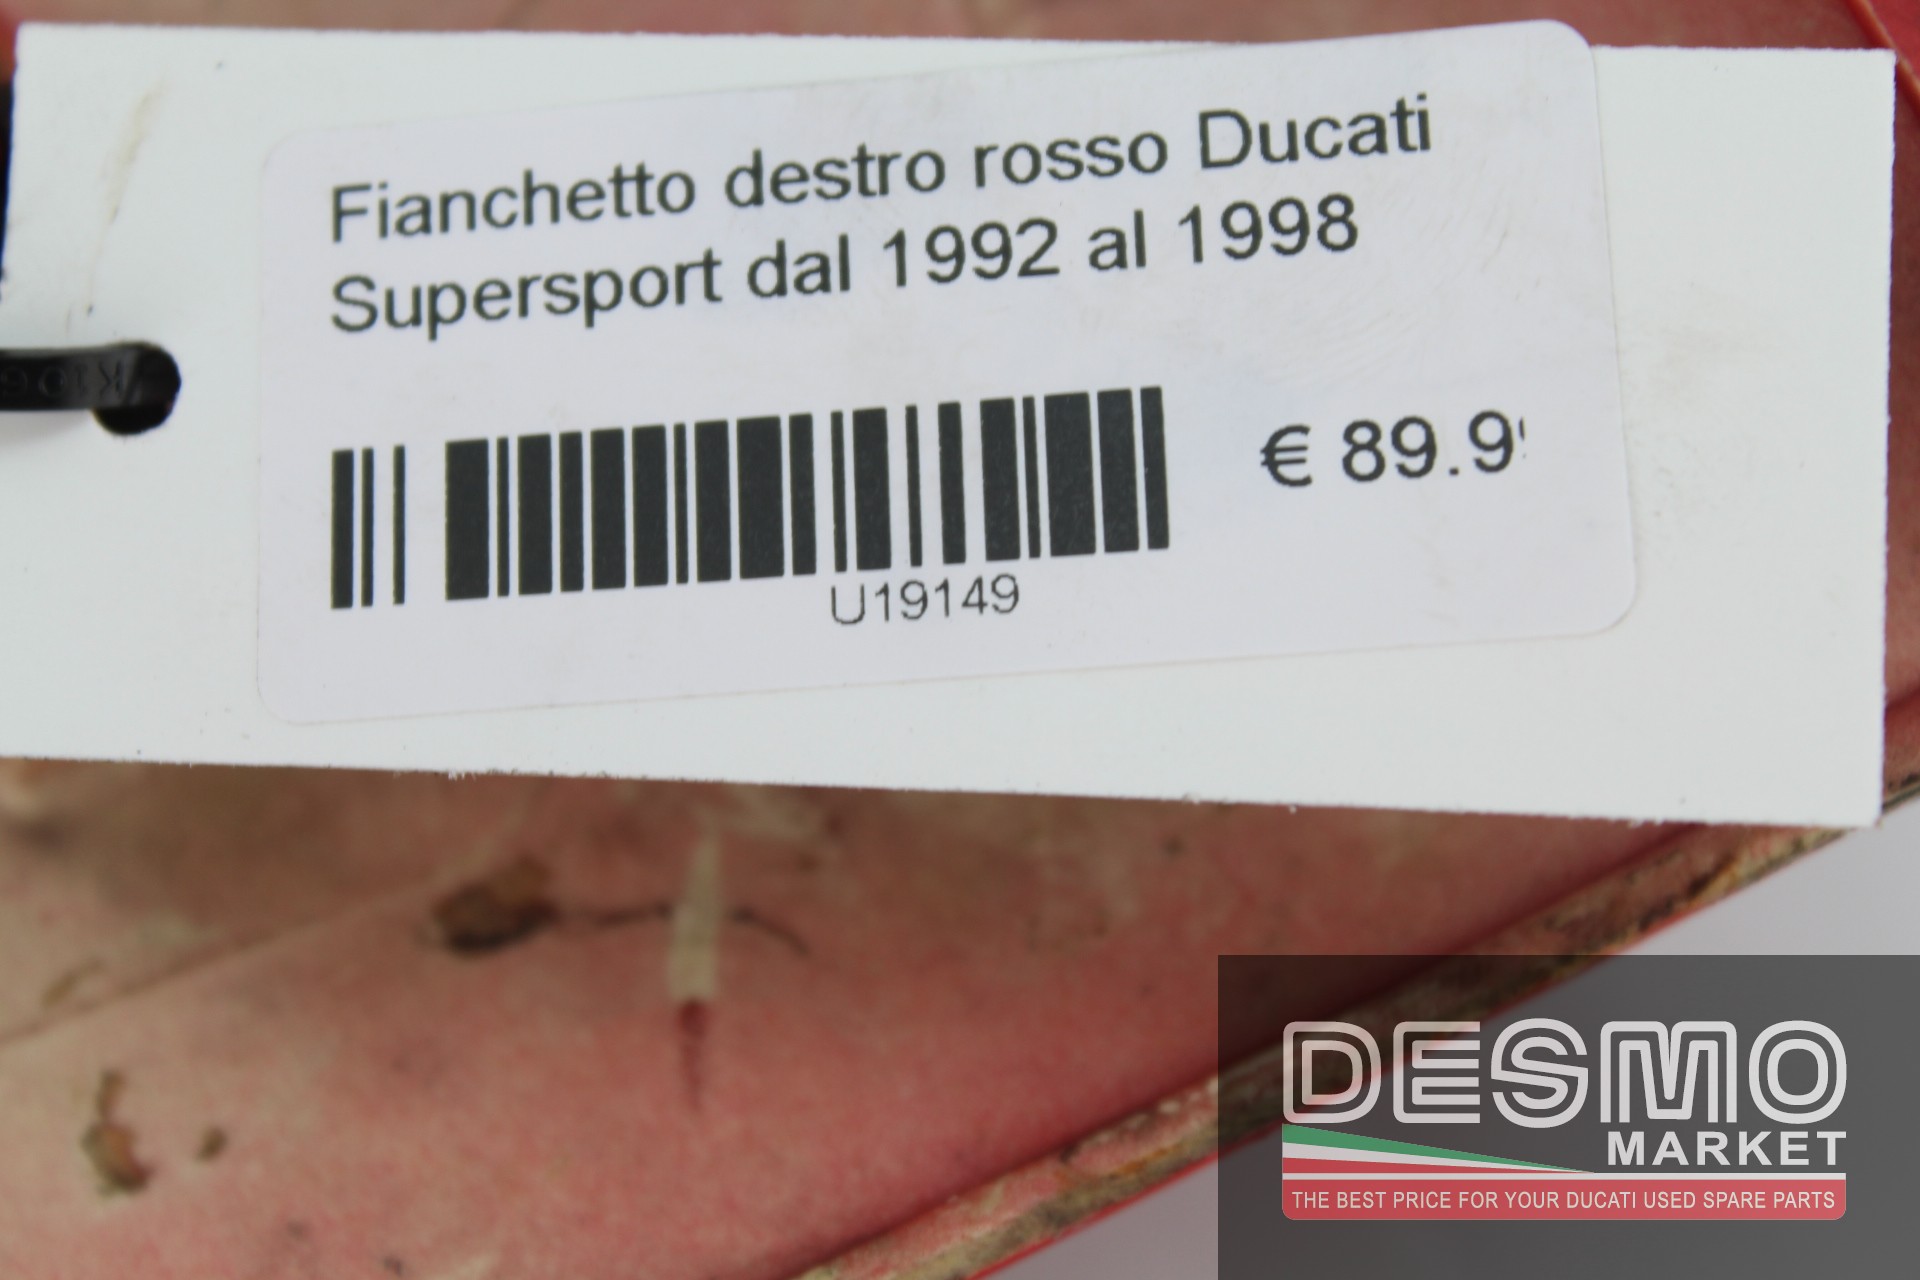 Fianchetto destro rosso Ducati
Supersport dal 1992 al 1998
€ 89.9
U19149
DESMO
MARKET
THE BEST PRICE FOR YOUR DUCATI USED SPARE PARTS